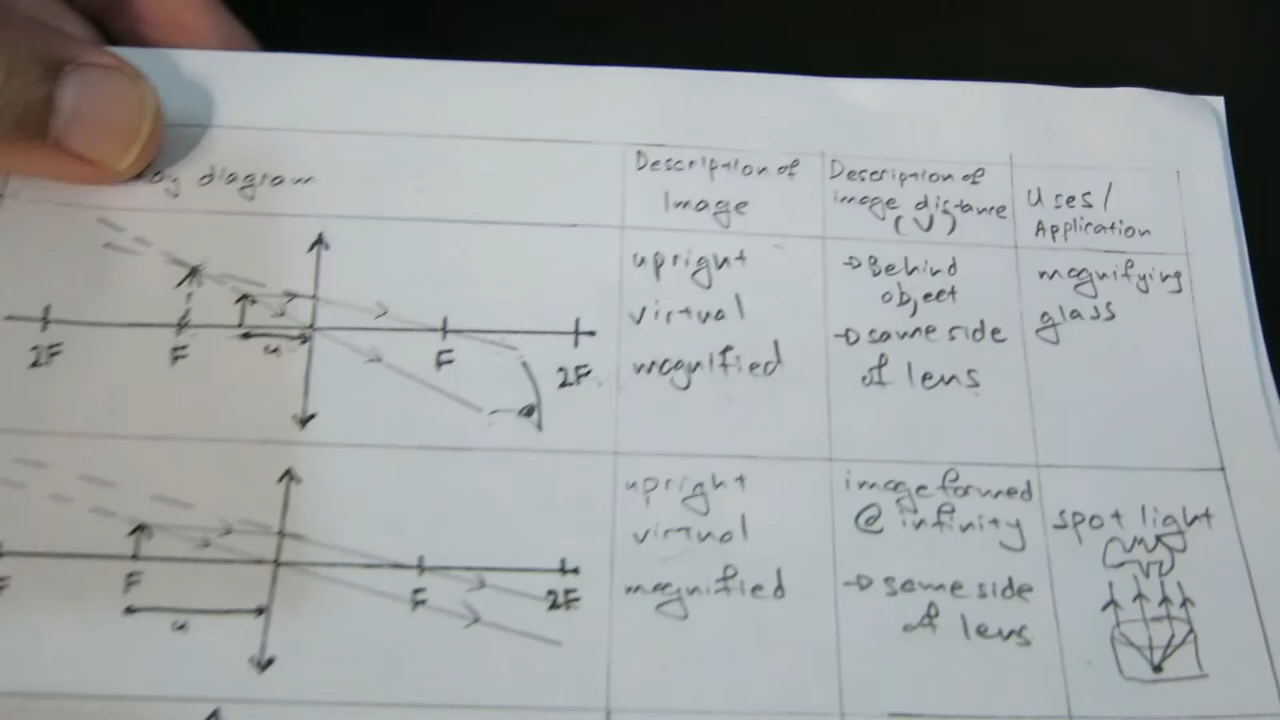 diagram
Description of
Image
Description of
image distance
(V)
Uses/
Application
2F
F
u
F
2F
upright
virtual
magnified
→ Behind
object
→ same side
of lens
magnifying
glass
F
F
u
F
2F
upright
virtual
magnified
image formed
@ infinity
→ same side
of lens
spot light